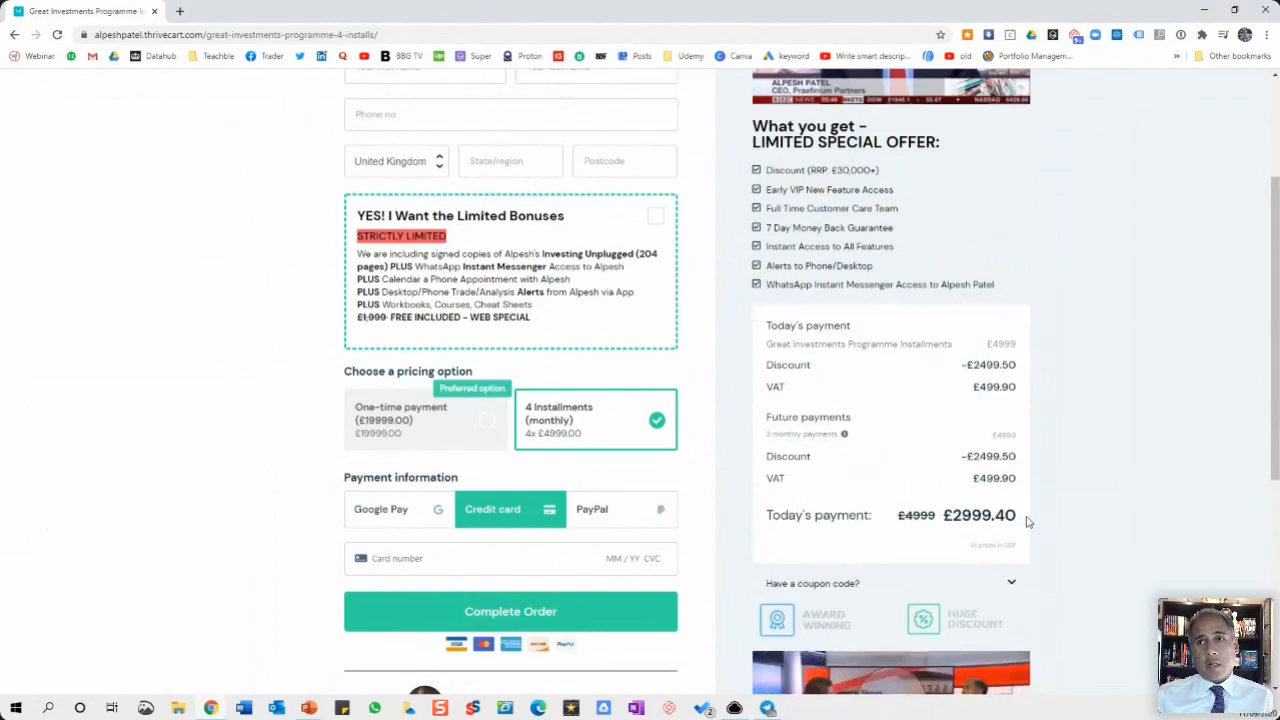 Great Investments Programme In
alpeshpatel.thrivecart.com/great-investments-programme-4-installs/
Webinar
Datahub
Teachble
Trader
BBG TV
Super
Proton
Posts
Udemy
Canva
keyword
Write smart descrip...
old
Portfolio Managem...
»
Other bookmarks
Phone no.
United Kingdom
State/region
Postcode
YES! I Want the Limited Bonuses
STRICTLY LIMITED
We are including signed copies of Alpesh's Investing Unplugged (204
pages) PLUS WhatsApp Instant Messenger Access to Alpesh
PLUS Calendar a Phone Appointment with Alpesh
PLUS Desktop/Phone Trade/Analysis Alerts from Alpesh via App
PLUS Workbooks, Courses, Cheat Sheets
£1,999 FREE INCLUDED - WEB SPECIAL
Choose a pricing option
Preferred option
One-time payment
(£19999.00)
£19999.00
4 Installments
(monthly)
4x £4999.00
Payment information
Google Pay
Credit card
PayPal
Card number
MM / YY CVC
Complete Order
VISA
PayPal
ALPESH PATEL
CEO, Praefinium Partners
BBC NEWS
What you get -
LIMITED SPECIAL OFFER:
Discount (RRP: £30,000+)
Early VIP New Feature Access
Full Time Customer Care Team
7 Day Money Back Guarantee
Instant Access to All Features
Alerts to Phone/Desktop
WhatsApp Instant Messenger Access to Alpesh Patel
Today's payment
Great Investments Programme Installments £4999
Discount -£2499.50
VAT £499.90
Future payments
3 monthly payments £4999
Discount -£2499.50
VAT £499.90
Today's payment: £4999 £2999.40
All prices in GBP
Have a coupon code?
AWARD
WINNING
HUGE
DISCOUNT